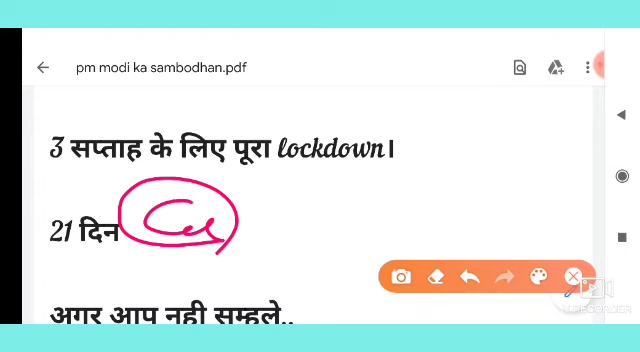 pm modi ka sambodhan.pdf
3 सप्ताह के लिए पूरा lockdown।
21 दिन
अगर आप नही सम्हले..